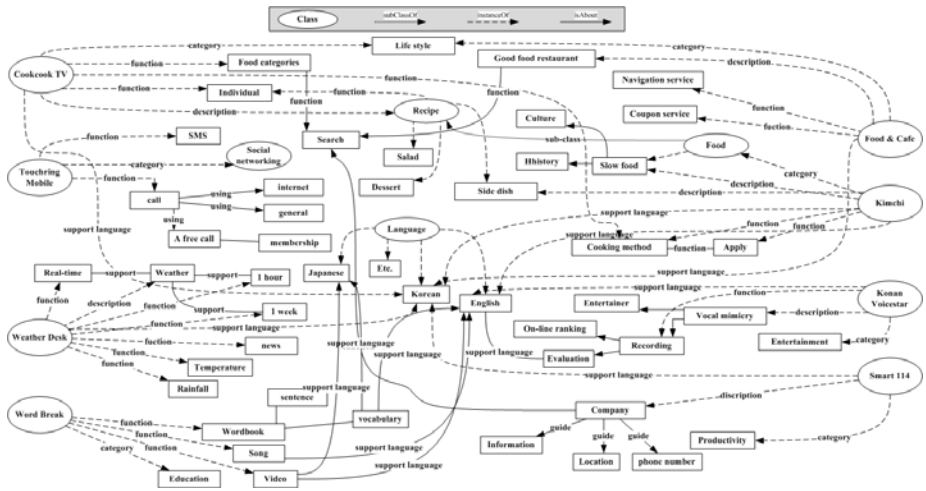 Class
subClassOf
instanceOf
isAbout
category
Life style
category
Good food restaurant
description
Cookcook TV
function
Food categories
function
Navigation service
Individual
function
function
function
description
Recipe
Culture
Coupon service
function
fuction
function
SMS
Search
sub-class
Food
Food & Cafe
Social
networking
Salad
Hhistory
Slow food
category
Touchring
Mobile
category
function
Dessert
Side dish
description
description
Kimchi
call
using
internet
using
general
support language
using
Language
support language
function
A free call
membership
support language
Cooking method
function
Apply
function
Real-time
support
Weather
support
1 hour
Japanese
Etc.
support language
Korean
English
support language
function
description
function
support
1 week
Entertainer
function
Konan
Voicestar
Vocal mimicry
description
Weather Desk
function
support language
On-line ranking
Recording
Entertainment
category
fuction
news
support language
Evaluation
function
Temperature
support language
function
Rainfall
support language
support language
Smart 114
sentence
discription
Word Break
function
Wordbook
vocabulary
Company
function
Song
support language
guide
Information
guide
guide
Productivity
category
function
support language
Location
phone number
category
Education
Video